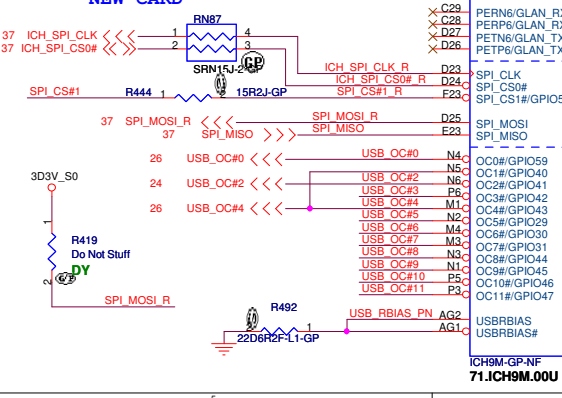 NEW CARD
RN87
37 ICH_SPI_CLK 1 4
37 ICH_SPI_CS0# 2 3
SRN15J-2-GP
GP
ICH_SPI_CLK_R D23 SPI_CLK
ICH_SPI_CS0#_R D24 SPI_CS0#
SPI_CS#1 R444 1 2 15R2J-GP SPI_CS#1_R F23 SPI_CS1#/GPIO5
C29 PERN6/GLAN_RX
C28 PERP6/GLAN_RX
D27 PETN6/GLAN_TX
D26 PETP6/GLAN_TX
37 SPI_MOSI_R SPI_MOSI_R D25 SPI_MOSI
37 SPI_MISO SPI_MISO E23 SPI_MISO
26 USB_OC#0 USB_OC#0 N4 OC0#/GPIO59
N5 OC1#/GPIO40
24 USB_OC#2 USB_OC#2 N6 OC2#/GPIO41
USB_OC#3 P6 OC3#/GPIO42
26 USB_OC#4 USB_OC#4 M1 OC4#/GPIO43
USB_OC#5 N2 OC5#/GPIO29
USB_OC#6 M4 OC6#/GPIO30
USB_OC#7 M3 OC7#/GPIO31
USB_OC#8 N3 OC8#/GPIO44
USB_OC#9 N1 OC9#/GPIO45
USB_OC#10 P5 OC10#/GPIO46
USB_OC#11 P3 OC11#/GPIO47
3D3V_S0
1
R419
Do Not Stuff
DY
2
SPI_MOSI_R
R492
1
22D6R2F-L1-GP
USB_RBIAS_PN AG2 USBRBIAS
AG1 USBRBIAS#
ICH9M-GP-NF
71.ICH9M.00U